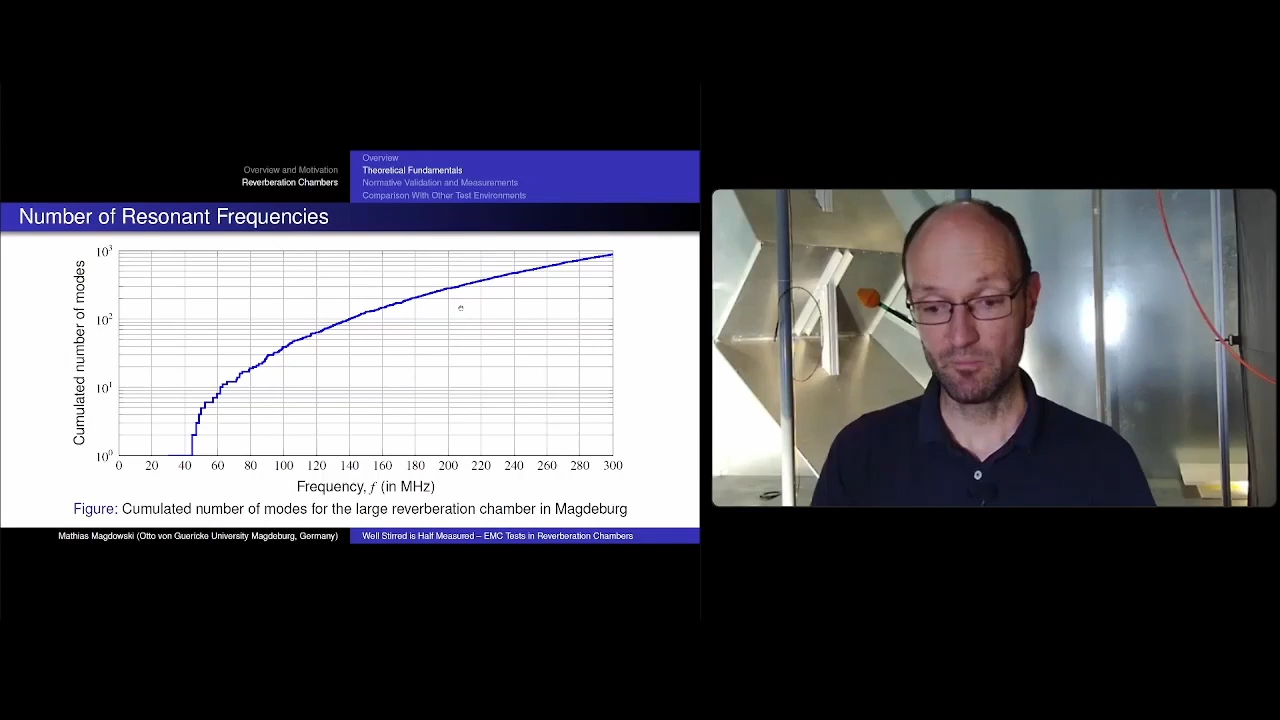 Overview and Motivation
Reverberation Chambers
Overview
Theoretical Fundamentals
Normative Validation and Measurements
Comparison With Other Test Environments
Number of Resonant Frequencies
Cumulated number of modes
10³
10²
10¹
10⁰
0 20 40 60 80 100 120 140 160 180 200 220 240 260 280 300
Frequency, f (in MHz)
Figure: Cumulated number of modes for the large reverberation chamber in Magdeburg
Mathias Magdowski (Otto von Guericke University Magdeburg, Germany)
Well Stirred is Half Measured – EMC Tests in Reverberation Chambers